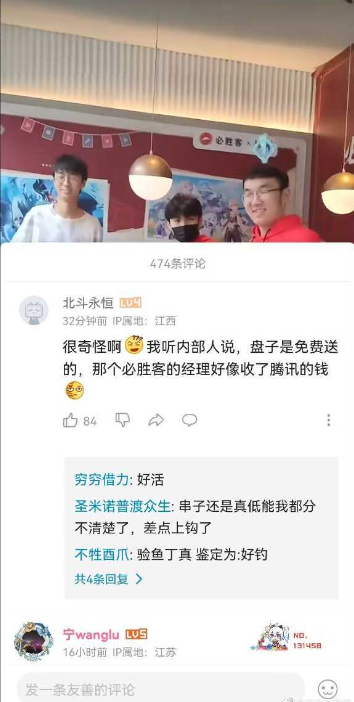 必胜客
474条评论
北斗永恒 LV4
32分钟前 IP属地：江西
很奇怪啊我听内部人说，盘子是免费送
的，那个必胜客的经理好像收了腾讯的钱
84
穷穷借力: 好活
圣米诺普渡众生: 串子还是真低能我都分
不清楚了，差点上钩了
不牲酉爪: 验鱼丁真 鉴定为:好钓
共4条回复
宁wanglu LV5
NO.
131458
16小时前 IP属地：江苏
发一条友善的评论